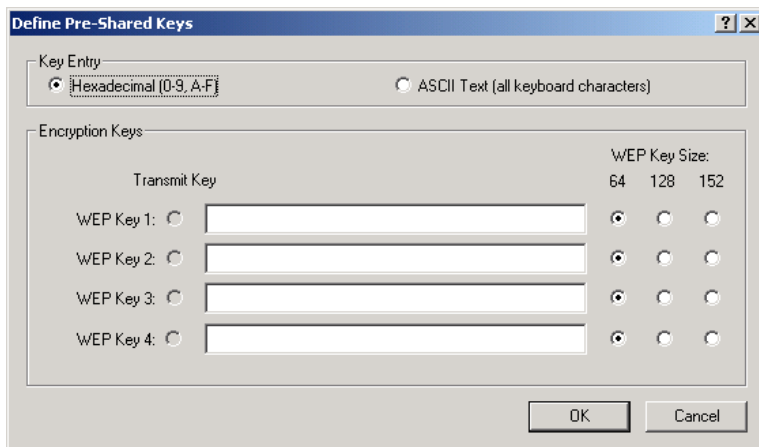 Define Pre-Shared Keys
Key Entry
Hexadecimal (0-9, A-F)
ASCII Text (all keyboard characters)
Encryption Keys
WEP Key Size:
Transmit Key
64 128 152
WEP Key 1:
WEP Key 2:
WEP Key 3:
WEP Key 4:
OK
Cancel